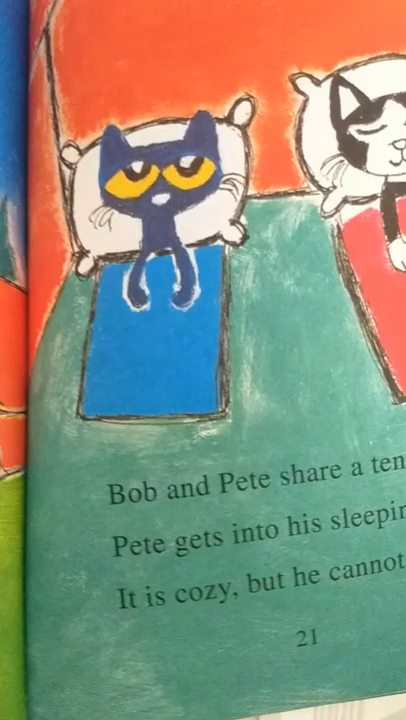 Bob and Pete share a ten
Pete gets into his sleepin
It is cozy, but he cannot
21